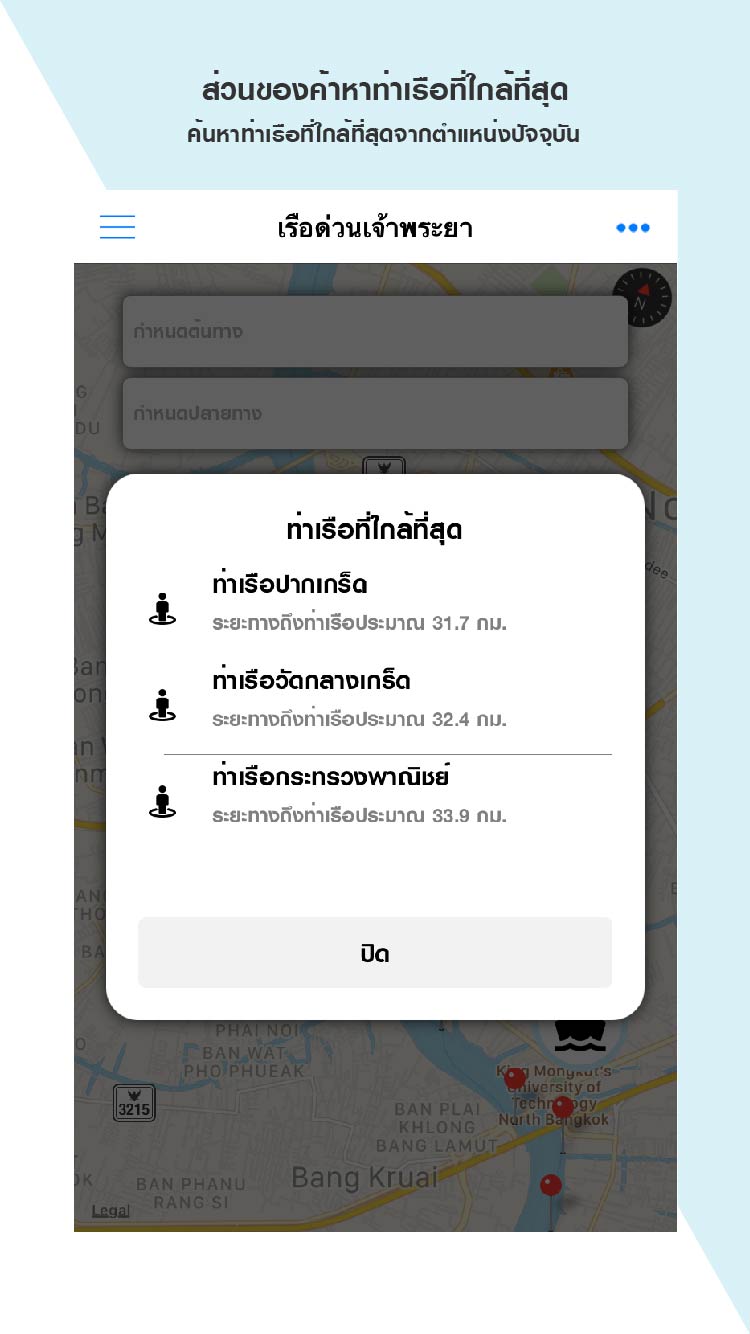 ส่วนของค้าหาท่าเรือที่ใกล้ที่สุด
ค้นหาท่าเรือที่ใกล้ที่สุดจากตำแหน่งปัจจุบัน
เรือด่วนเจ้าพระยา
N
กำหนดต้นทาง
กำหนดปลายทาง
ท่าเรือที่ใกล้ที่สุด
ท่าเรือปากเกร็ด
ระยะทางถึงท่าเรือประมาณ 31.7 กม.
ท่าเรือวัดกลางเกร็ด
ระยะทางถึงท่าเรือประมาณ 32.4 กม.
ท่าเรือกระทรวงพาณิชย์
ระยะทางถึงท่าเรือประมาณ 33.9 กม.
ปิด
PHAI NOI
BAN WAT
PHO PHUEAK
King Mongkut's
University of
Technology
North Bangkok
3215
BAN PLAI
KHLONG
BANG LAMUT
Bang Kruai
BAN PHANU
RANG SI
Legal